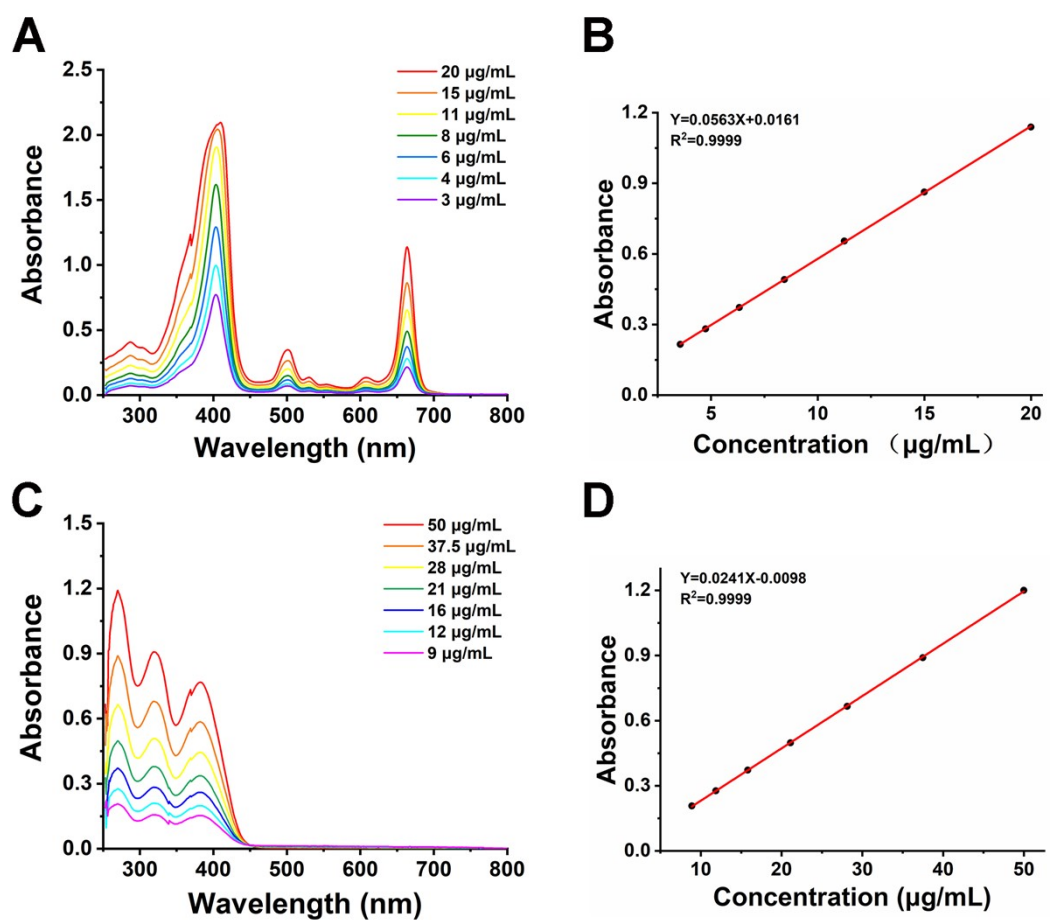 A
Absorbance
2.5
2.0
1.5
1.0
0.5
0.0
300
400
500
600
700
800
Wavelength (nm)
20 µg/mL
15 µg/mL
11 µg/mL
8 µg/mL
6 µg/mL
4 µg/mL
3 µg/mL
B
Absorbance
1.2
0.9
0.6
0.3
0.0
5
10
15
20
Concentration （µg/mL）
Y=0.0563X+0.0161
R²=0.9999
C
Absorbance
1.5
1.2
0.9
0.6
0.3
0.0
300
400
500
600
700
800
Wavelength (nm)
50 µg/mL
37.5 µg/mL
28 µg/mL
21 µg/mL
16 µg/mL
12 µg/mL
9 µg/mL
D
Absorbance
1.2
0.9
0.6
0.3
0.0
10
20
30
40
50
Concentration (µg/mL)
Y=0.0241X-0.0098
R²=0.9999